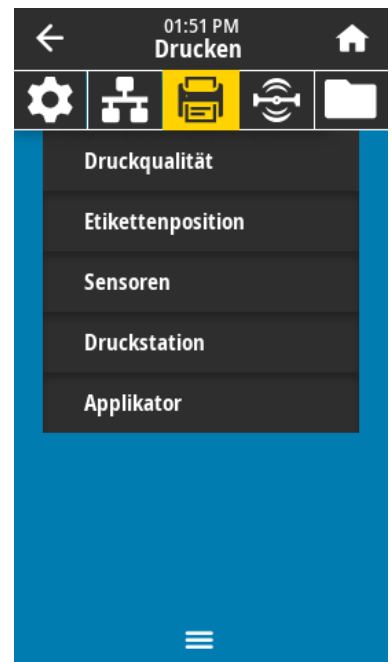 01:51 PM
Drucken
Druckqualität
Etikettenposition
Sensoren
Druckstation
Applikator